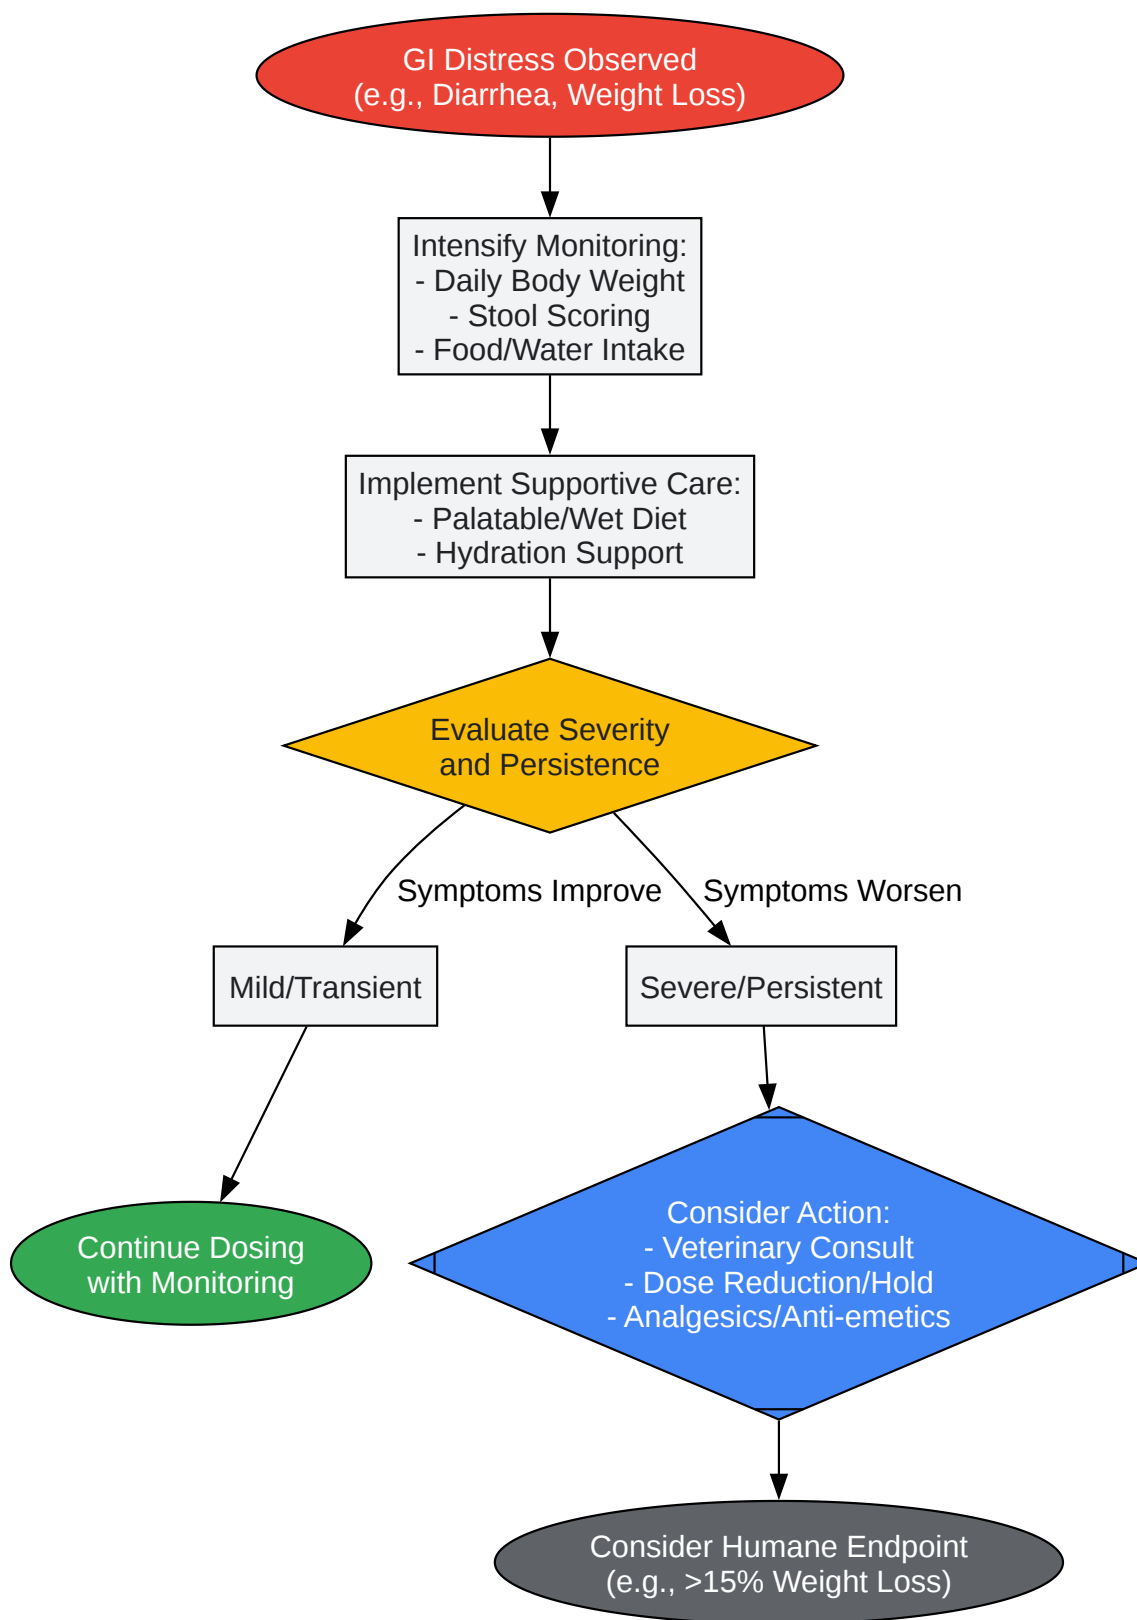 GI Distress Observed
(e.g., Diarrhea, Weight Loss)
Intensify Monitoring:
- Daily Body Weight
- Stool Scoring
- Food/Water Intake
Implement Supportive Care:
- Palatable/Wet Diet
- Hydration Support
Evaluate Severity
and Persistence
Symptoms Improve
Symptoms Worsen
Mild/Transient
Severe/Persistent
Continue Dosing
with Monitoring
Consider Action:
- Veterinary Consult
- Dose Reduction/Hold
- Analgesics/Anti-emetics
Consider Humane Endpoint
(e.g., >15% Weight Loss)